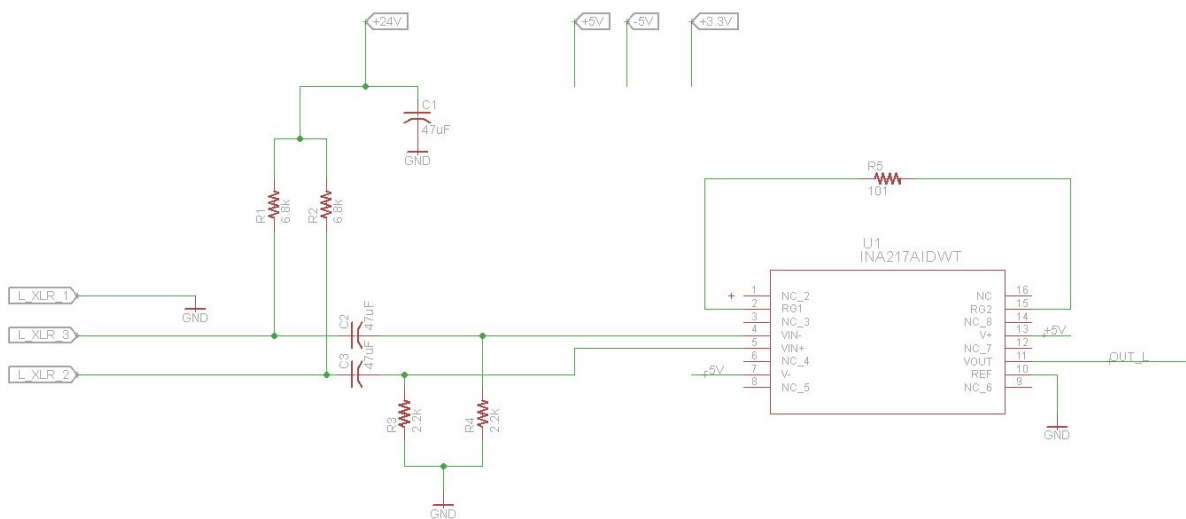 +24V
+5V
-5V
+3.3V
C1
47uF
GND
R5
101
R1
6.8k
R2
6.8k
U1
INA217AIDWT
L_XLR_1
GND
L_XLR_3
L_XLR_2
C2
47uF
C3
47uF
1 NC_2
2 RG1
3 NC_3
4 VIN-
5 VIN+
6 NC_4
7 V-
8 NC_5
NC 16
RG2 15
NC_8 14
V+ 13
NC_7 12
VOUT 11
REF 10
NC_6 9
+5V
-5V
OUT_L
R3
2.2k
R4
2.2k
GND
GND